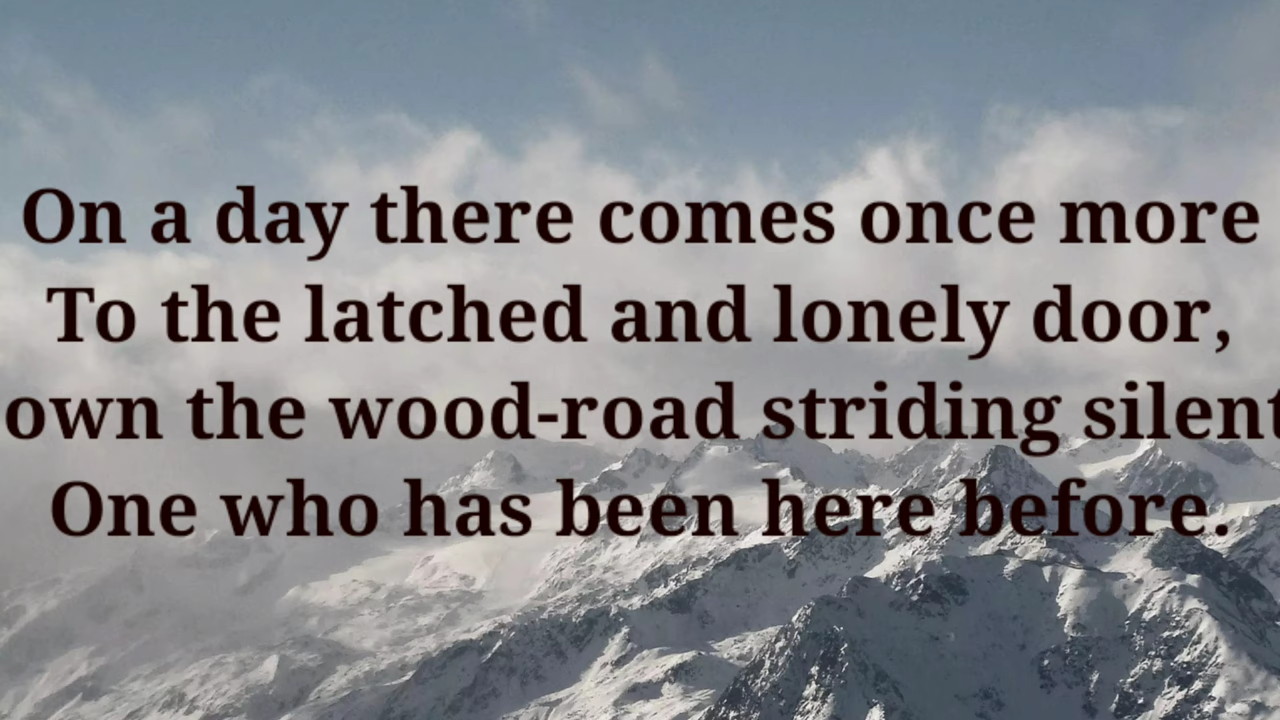 On a day there comes once more
To the latched and lonely door,
own the wood-road striding silent
One who has been here before.